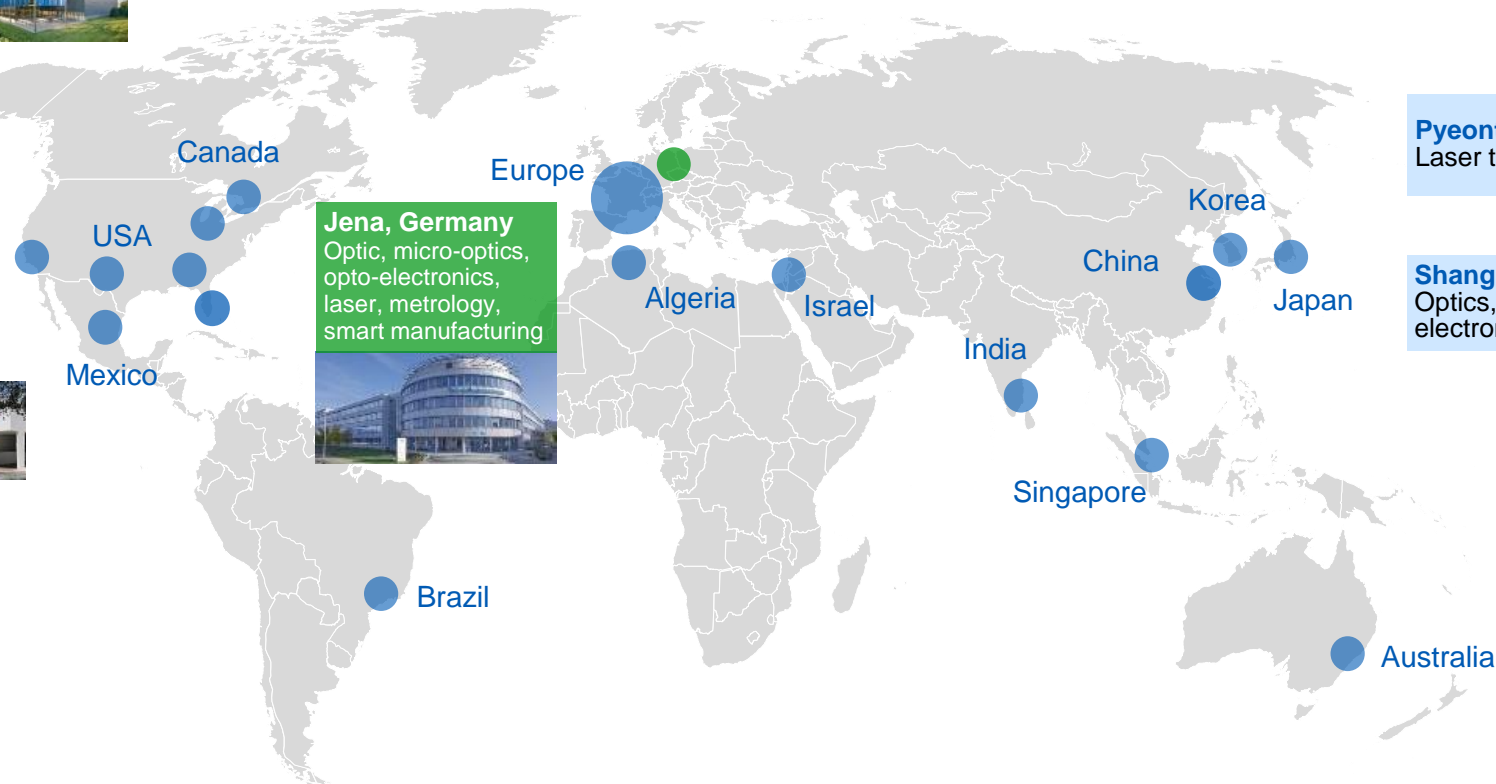 Canada
Europe
USA
Jena, Germany
Optic, micro-optics,
opto-electronics,
laser, metrology,
smart manufacturing
Mexico
Algeria
Israel
Korea
China
Japan
India
Singapore
Brazil
Australia
Laser
Optics,